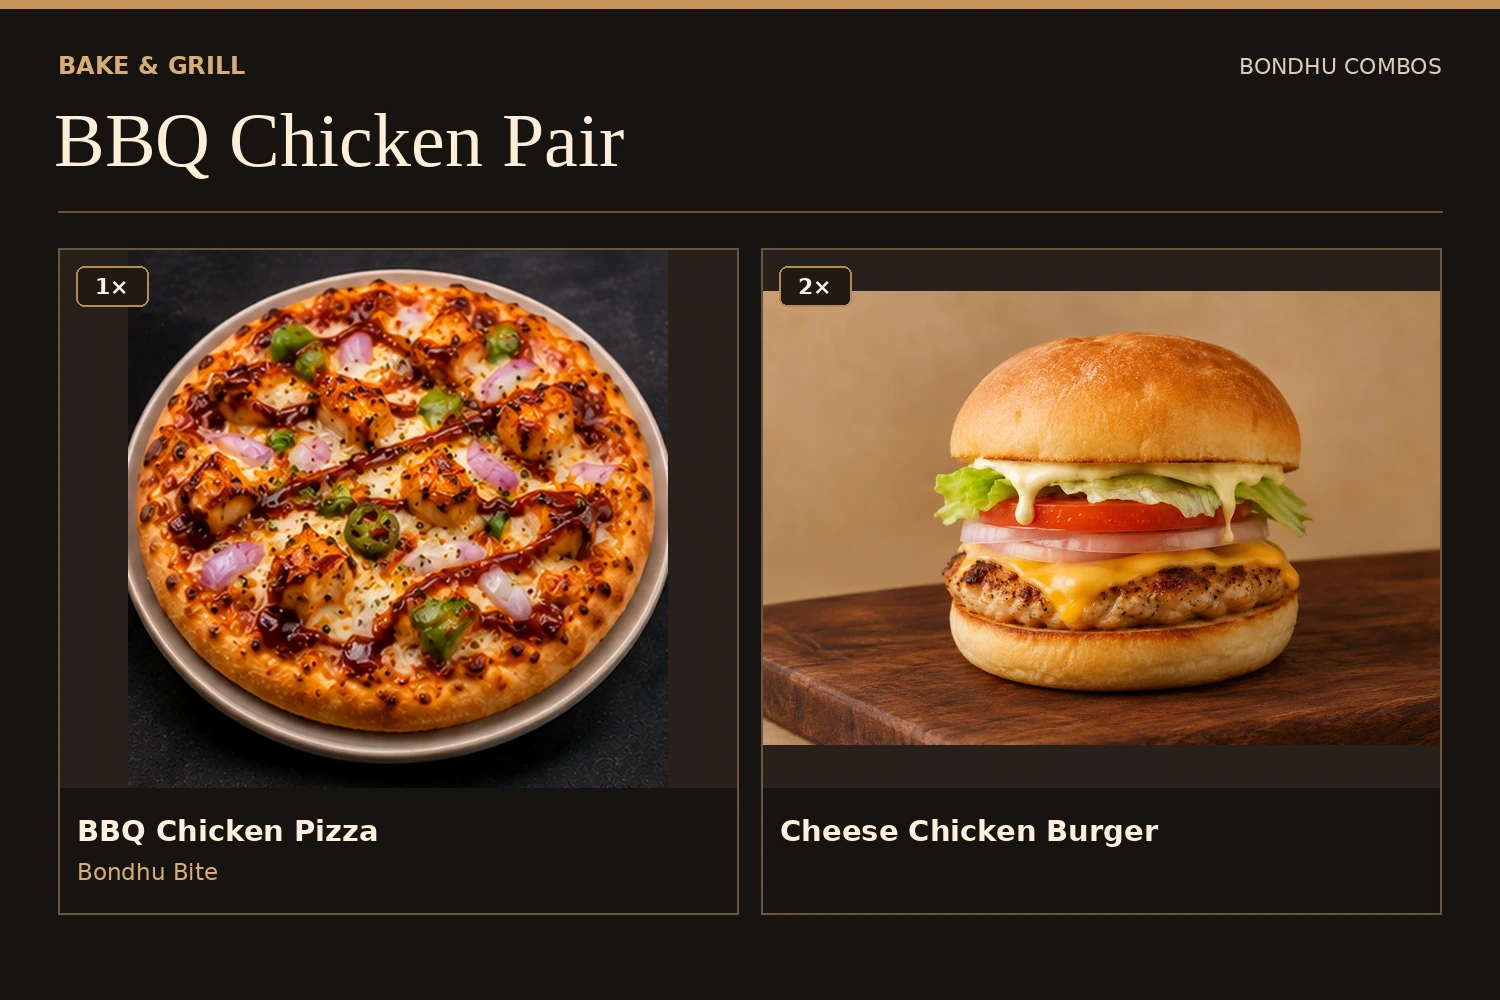 BAKE & GRILL
BONDHU COMBOS
BBQ Chicken Pair
1×
2×
BBQ Chicken Pizza
Bondhu Bite
Cheese Chicken Burger